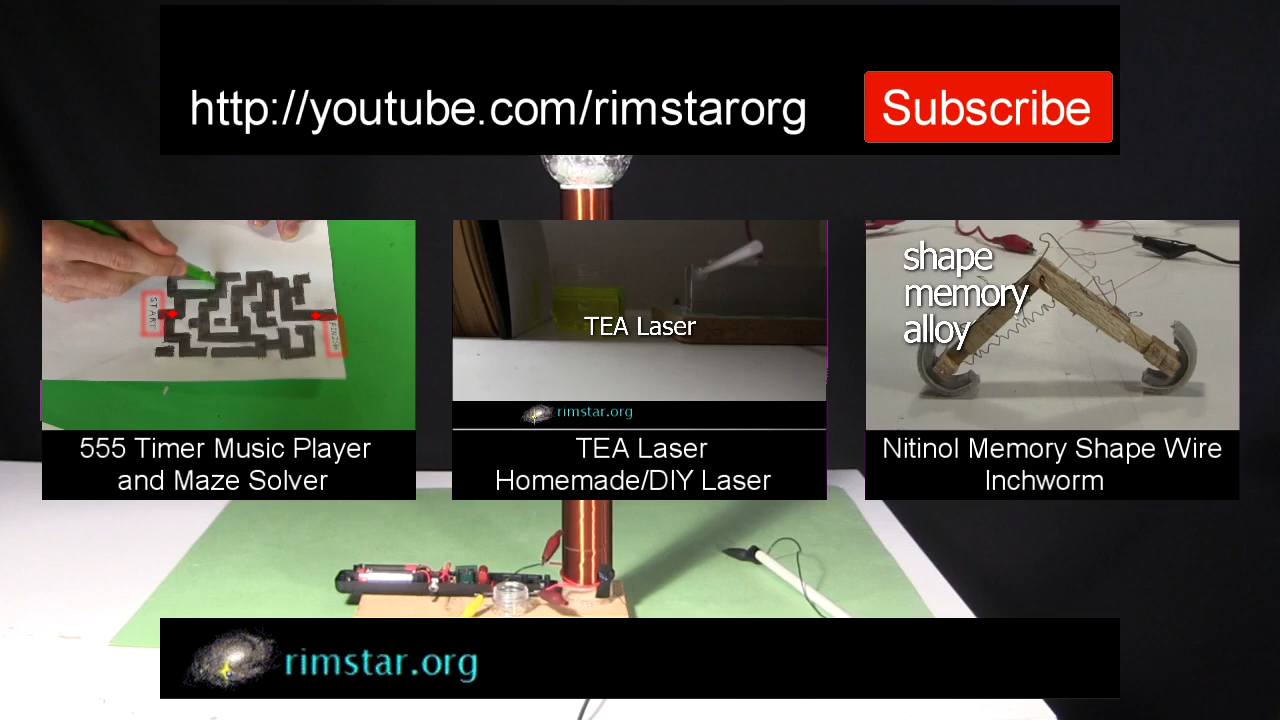 http://youtube.com/rimstarorg
Subscribe
START
FINISH
TEA Laser
rimstar.org
shape
memory
alloy
555 Timer Music Player
and Maze Solver
TEA Laser
Homemade/DIY Laser
Nitinol Memory Shape Wire
Inchworm
rimstar.org